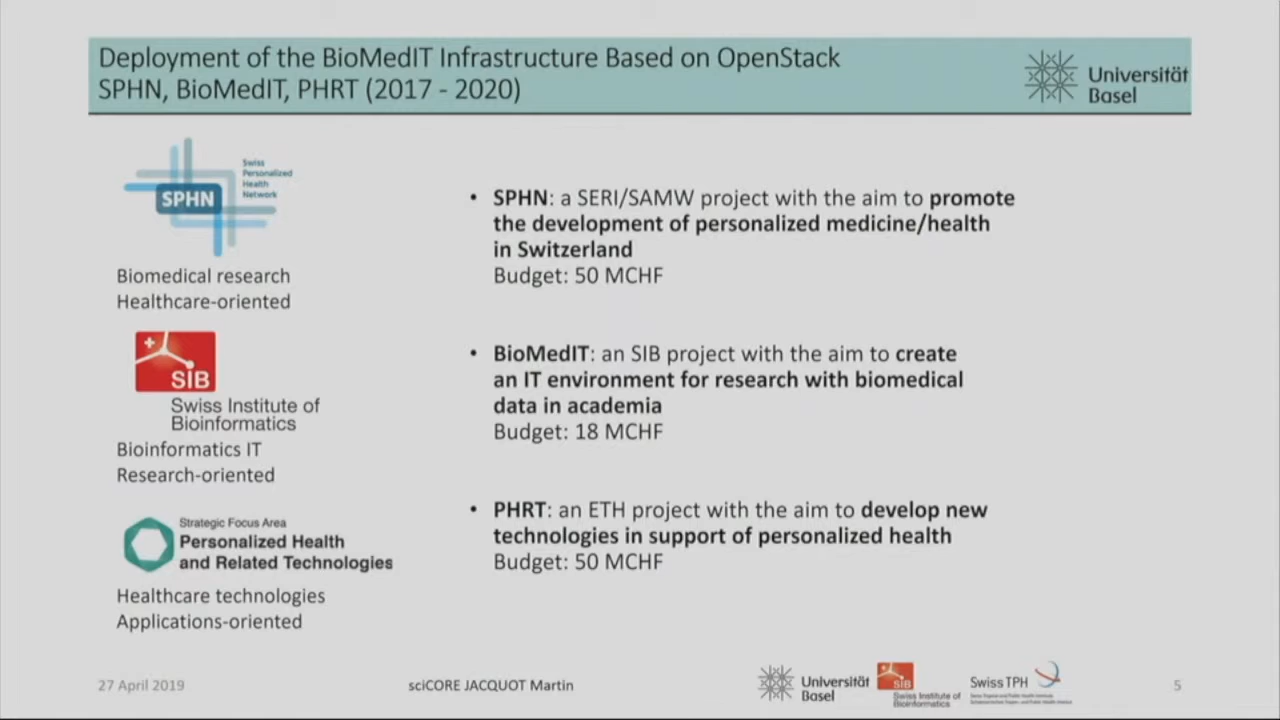 Deployment of the BioMedIT Infrastructure Based on OpenStack
SPHN, BioMedIT, PHRT (2017 - 2020)
Universität
Basel
SPHN
Swiss
Personalized
Health
Network
Biomedical research
Healthcare-oriented
• SPHN: a SERI/SAMW project with the aim to promote
the development of personalized medicine/health
in Switzerland
Budget: 50 MCHF
SIB
Swiss Institute of
Bioinformatics
Bioinformatics IT
Research-oriented
• BioMedIT: an SIB project with the aim to create
an IT environment for research with biomedical
data in academia
Budget: 18 MCHF
Strategic Focus Area
Personalized Health
and Related Technologies
Healthcare technologies
Applications-oriented
• PHRT: an ETH project with the aim to develop new
technologies in support of personalized health
Budget: 50 MCHF
27 April 2019
sciCORE JACQUOT Martin
Universität
Basel
SIB
Swiss Institute of
Bioinformatics
Swiss TPH
5